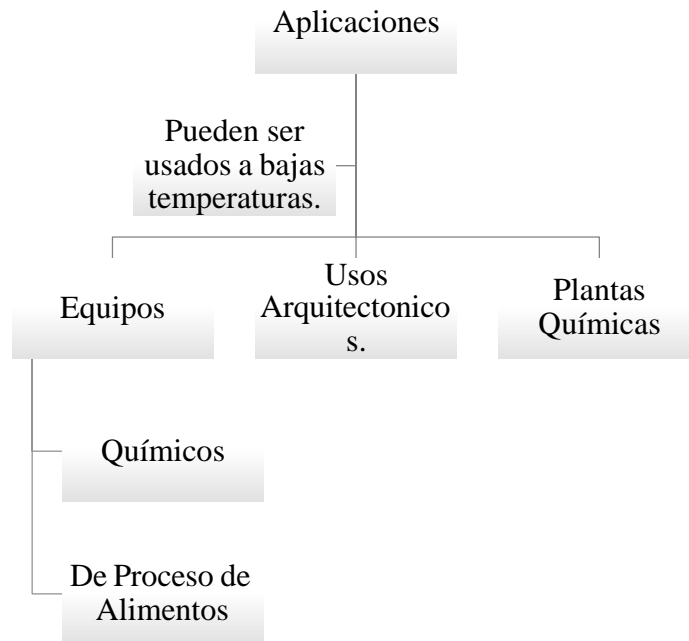 Aplicaciones
Pueden ser
usados a bajas
temperaturas.
Equipos
Usos
Arquitectonico
s.
Plantas
Químicas
Químicos
De Proceso de
Alimentos